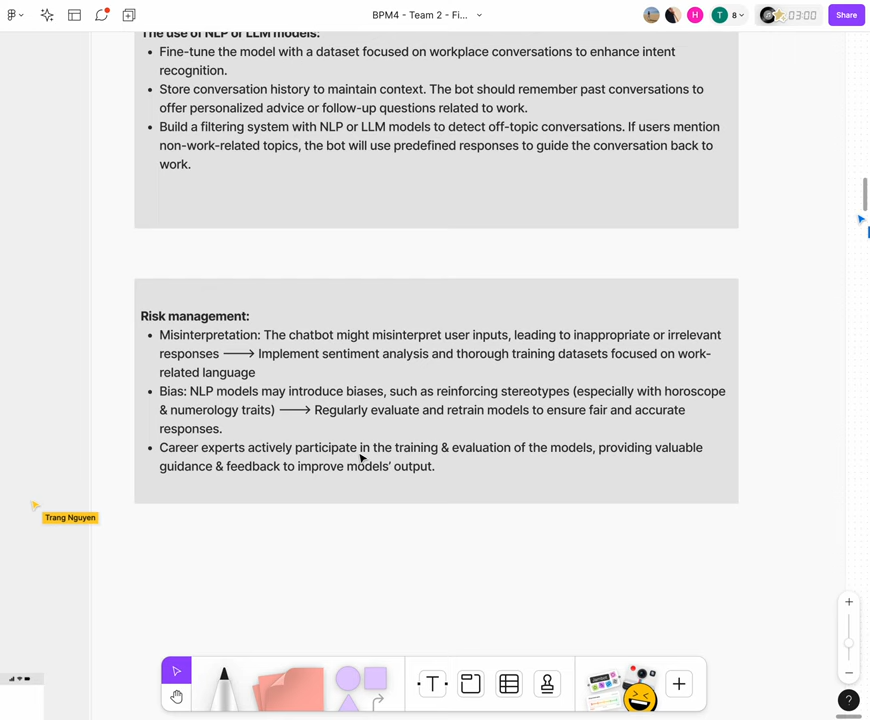 BPM4 - Team 2 - Fi...
H
T
8
03:00
Share
The use of NLP or LLM models:
• Fine-tune the model with a dataset focused on workplace conversations to enhance intent
recognition.
• Store conversation history to maintain context. The bot should remember past conversations to
offer personalized advice or follow-up questions related to work.
• Build a filtering system with NLP or LLM models to detect off-topic conversations. If users mention
non-work-related topics, the bot will use predefined responses to guide the conversation back to
work.
Risk management:
• Misinterpretation: The chatbot might misinterpret user inputs, leading to inappropriate or irrelevant
responses ⟶ Implement sentiment analysis and thorough training datasets focused on work-
related language
• Bias: NLP models may introduce biases, such as reinforcing stereotypes (especially with horoscope
& numerology traits) ⟶ Regularly evaluate and retrain models to ensure fair and accurate
responses.
• Career experts actively participate in the training & evaluation of the models, providing valuable
guidance & feedback to improve models' output.
Trang Nguyen
T
?